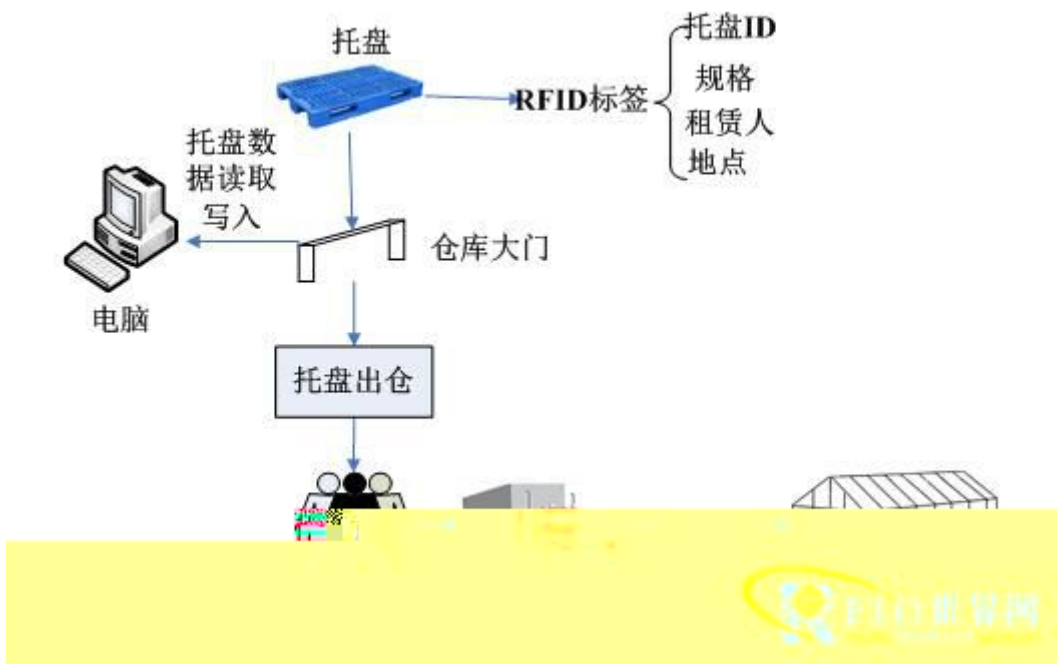 托盘
托盘ID
规格
RFID标签
租赁人
地点
托盘数
据读取
写入
仓库大门
电脑
托盘出仓